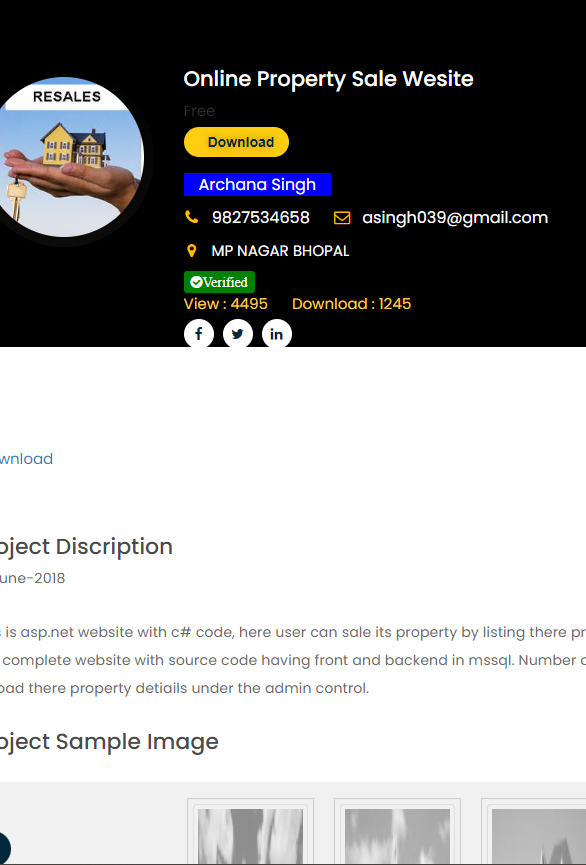 RESALES
Online Property Sale Wesite
Free
Download
Archana Singh
9827534658 asingh039@gmail.com
MP NAGAR BHOPAL
Verified
View : 4495 Download : 1245
wnload
oject Discription
une-2018
s is asp.net website with c# code, here user can sale its property by listing there pr
complete website with source code having front and backend in mssql. Number o
oad there property detiails under the admin control.
oject Sample Image